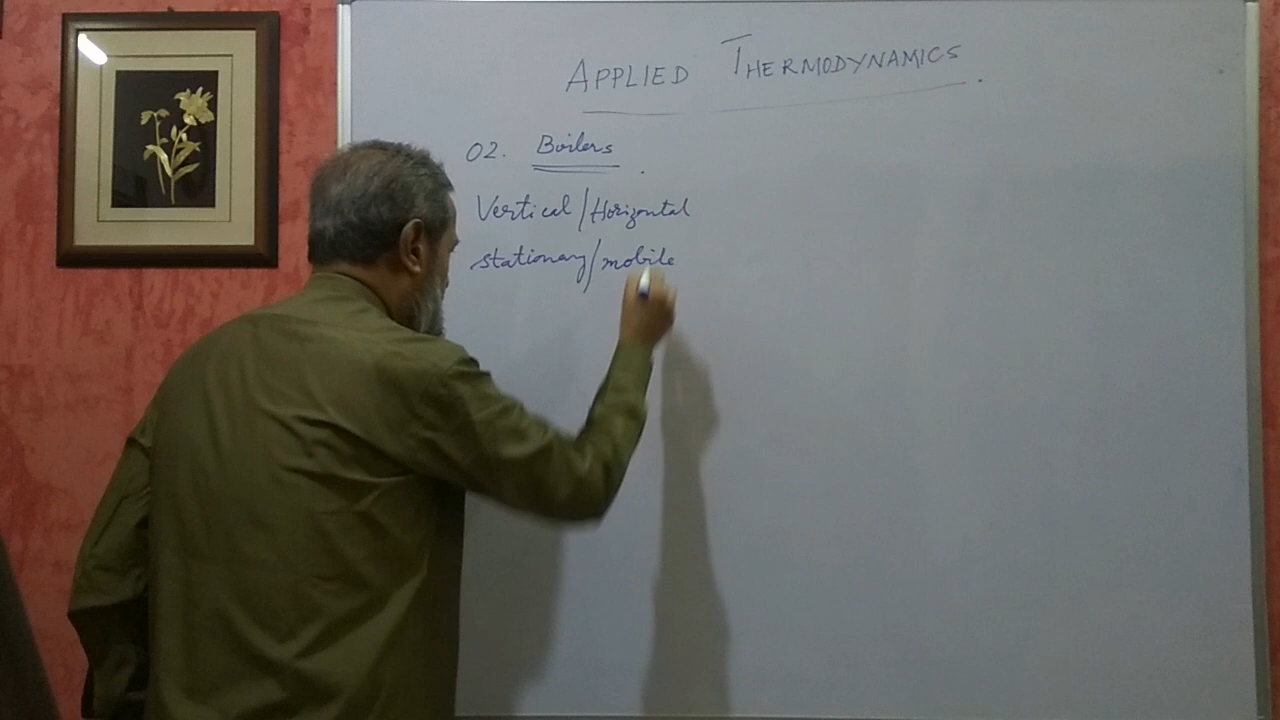 APPLIED THERMODYNAMICS.
02. Boilers.
Vertical/Horizontal
stationary/mobile